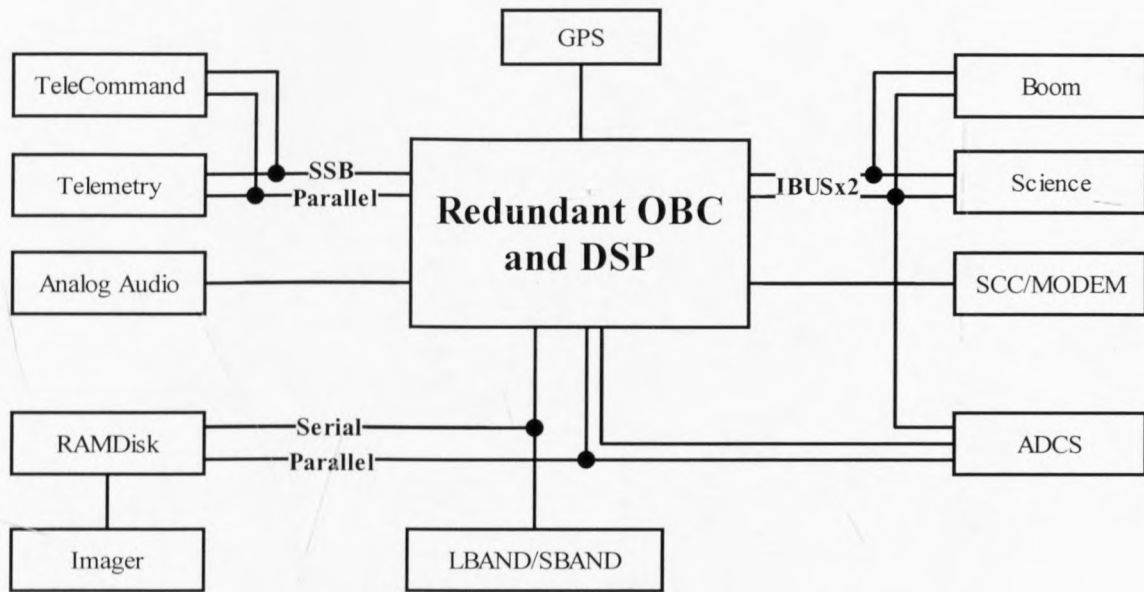 GPS
TeleCommand
Boom
Telemetry
SSB
Parallel
Redundant OBC
and DSP
IBUSx2
Science
Analog Audio
SCC/MODEM
RAMDisk
Serial
Parallel
ADCS
Imager
LBAND/SBAND